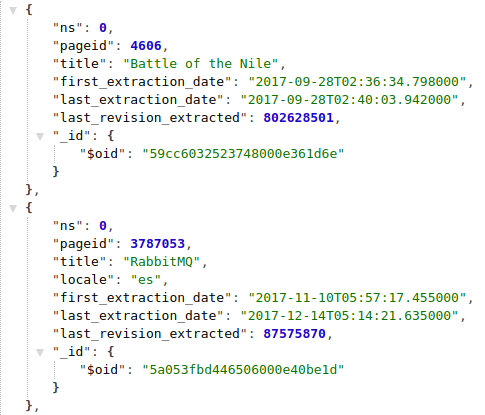 {
"ns": 0,
"pageid": 4606,
"title": "Battle of the Nile",
"first_extraction_date": "2017-09-28T02:36:34.798000",
"last_extraction_date": "2017-09-28T02:40:03.942000",
"last_revision_extracted": 802628501,
"_id": {
"$oid": "59cc6032523748000e361d6e"
}
},
{
"ns": 0,
"pageid": 3787053,
"title": "RabbitMQ",
"locale": "es",
"first_extraction_date": "2017-11-10T05:57:17.455000",
"last_extraction_date": "2017-12-14T05:14:21.635000",
"last_revision_extracted": 87575870,
"_id": {
"$oid": "5a053fbd446506000e40be1d"
}
},